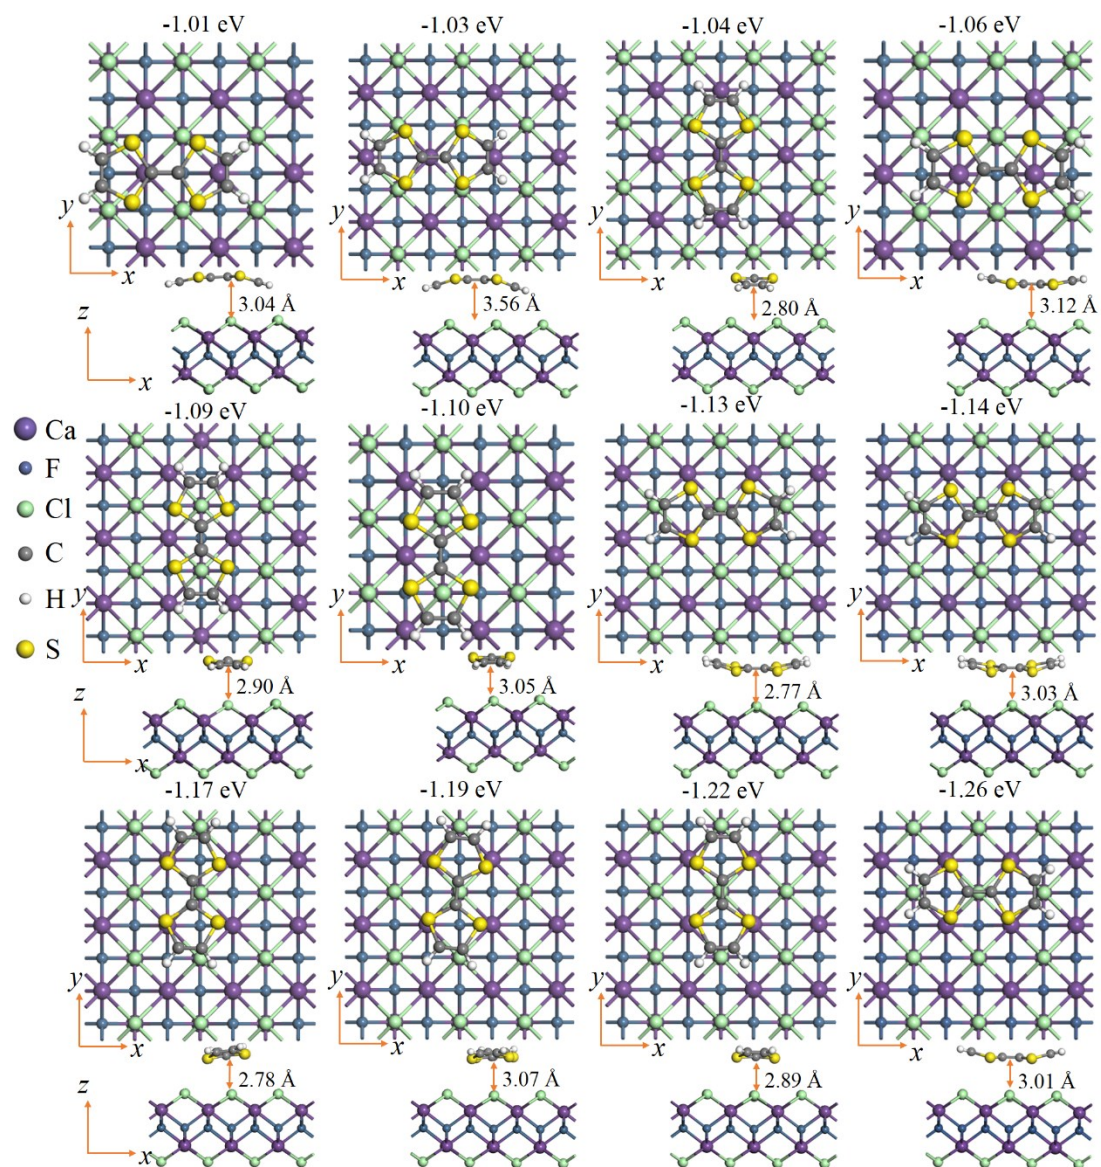 -1.01 eV
-1.03 eV
-1.04 eV
-1.06 eV
y
x
y
x
y
x
y
x
z
x
3.04 Å
3.56 Å
2.80 Å
3.12 Å
Ca
F
Cl
C
H
S
-1.09 eV
-1.10 eV
-1.13 eV
-1.14 eV
y
x
y
x
y
x
y
x
z
x
2.90 Å
3.05 Å
2.77 Å
3.03 Å
-1.17 eV
-1.19 eV
-1.22 eV
-1.26 eV
y
x
y
x
y
x
y
x
z
x
2.78 Å
3.07 Å
2.89 Å
3.01 Å